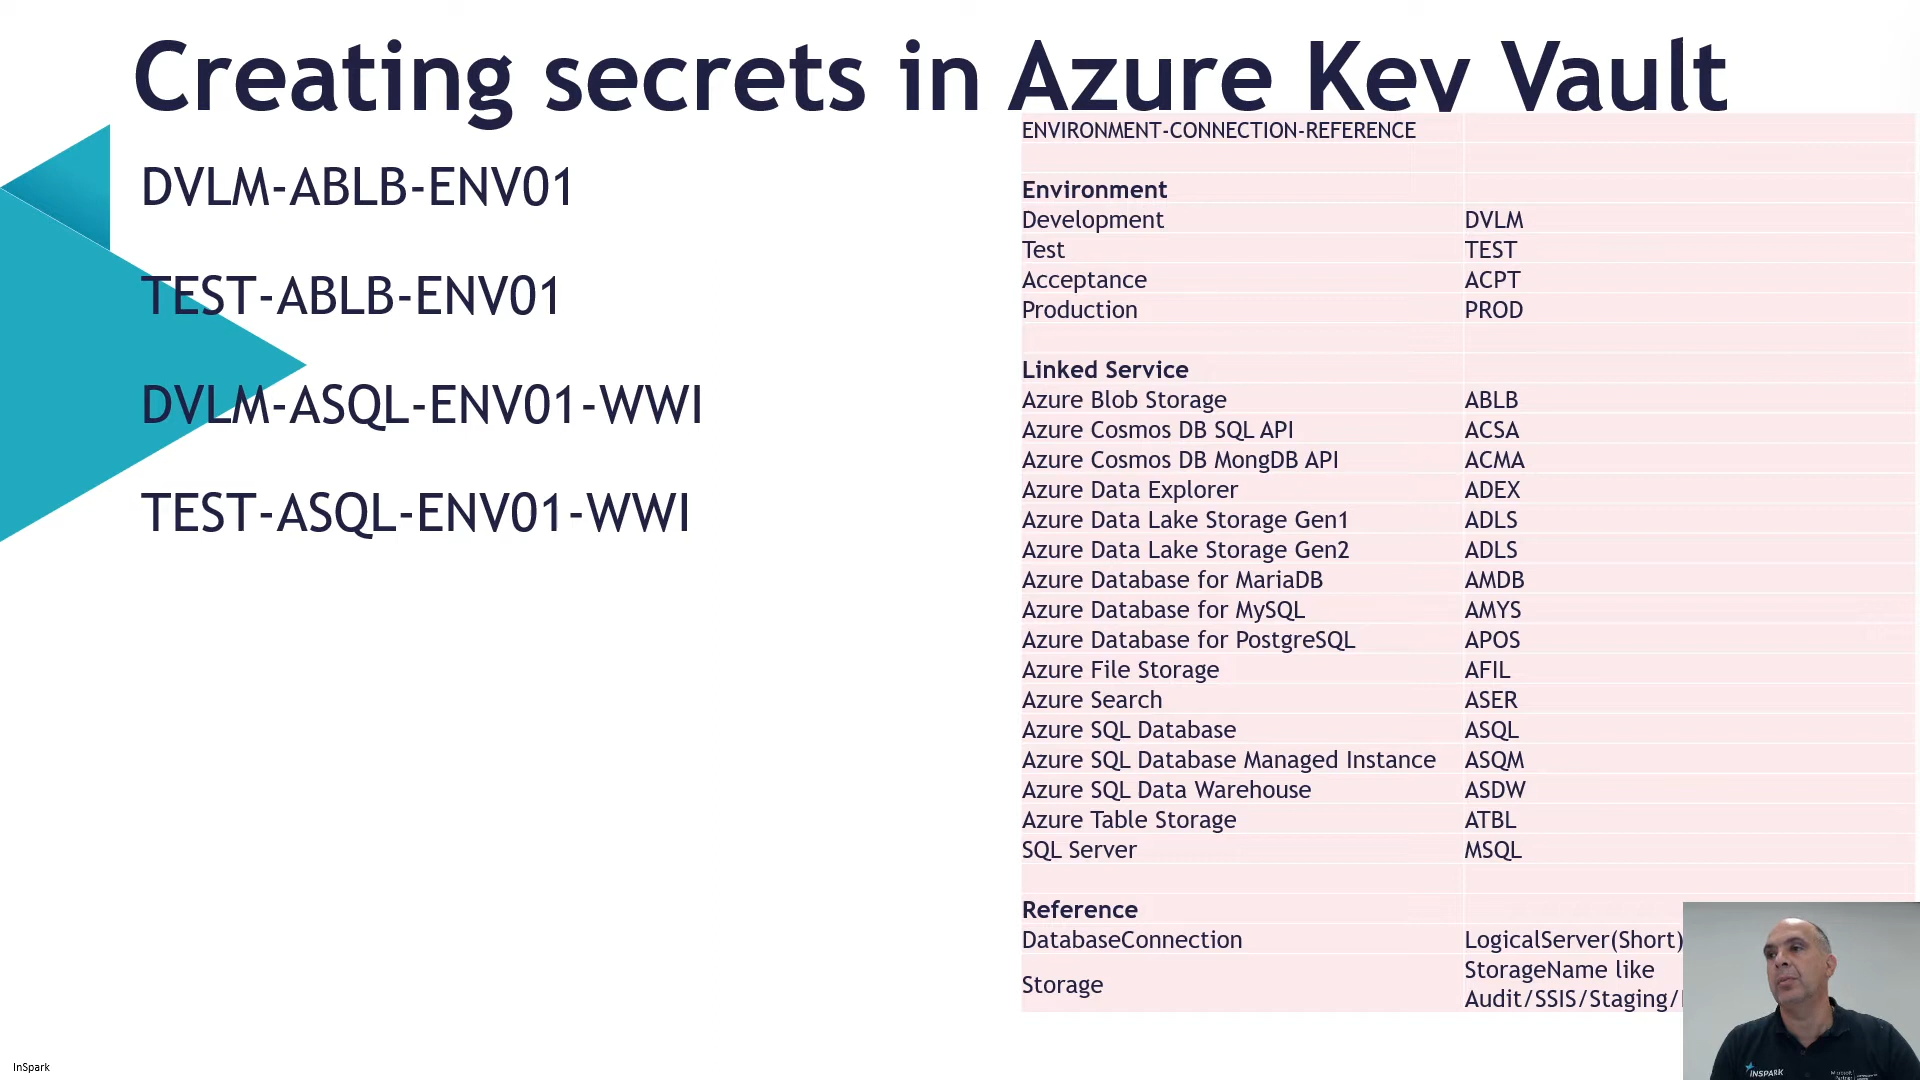 Creating secrets in Azure Key Vault
DVLM-ABLB-ENV01
TEST-ABLB-ENV01
DVLM-ASQL-ENV01-WWI
TEST-ASQL-ENV01-WWI
ENVIRONMENT-CONNECTION-REFERENCE
Environment
Development DVLM
Test TEST
Acceptance ACPT
Production PROD
Linked Service
Azure Blob Storage ABLB
Azure Cosmos DB SQL API ACSA
Azure Cosmos DB MongDB API ACMA
Azure Data Explorer ADEX
Azure Data Lake Storage Gen1 ADLS
Azure Data Lake Storage Gen2 ADLS
Azure Database for MariaDB AMDB
Azure Database for MySQL AMYS
Azure Database for PostgreSQL APOS
Azure File Storage AFIL
Azure Search ASER
Azure SQL Database ASQL
Azure SQL Database Managed Instance ASQM
Azure SQL Data Warehouse ASDW
Azure Table Storage ATBL
SQL Server MSQL
Reference
DatabaseConnection LogicalServer(Short)
Storage StorageName like
Audit/SSIS/Staging/
InSpark
INSPARK
Microsoft
Partner